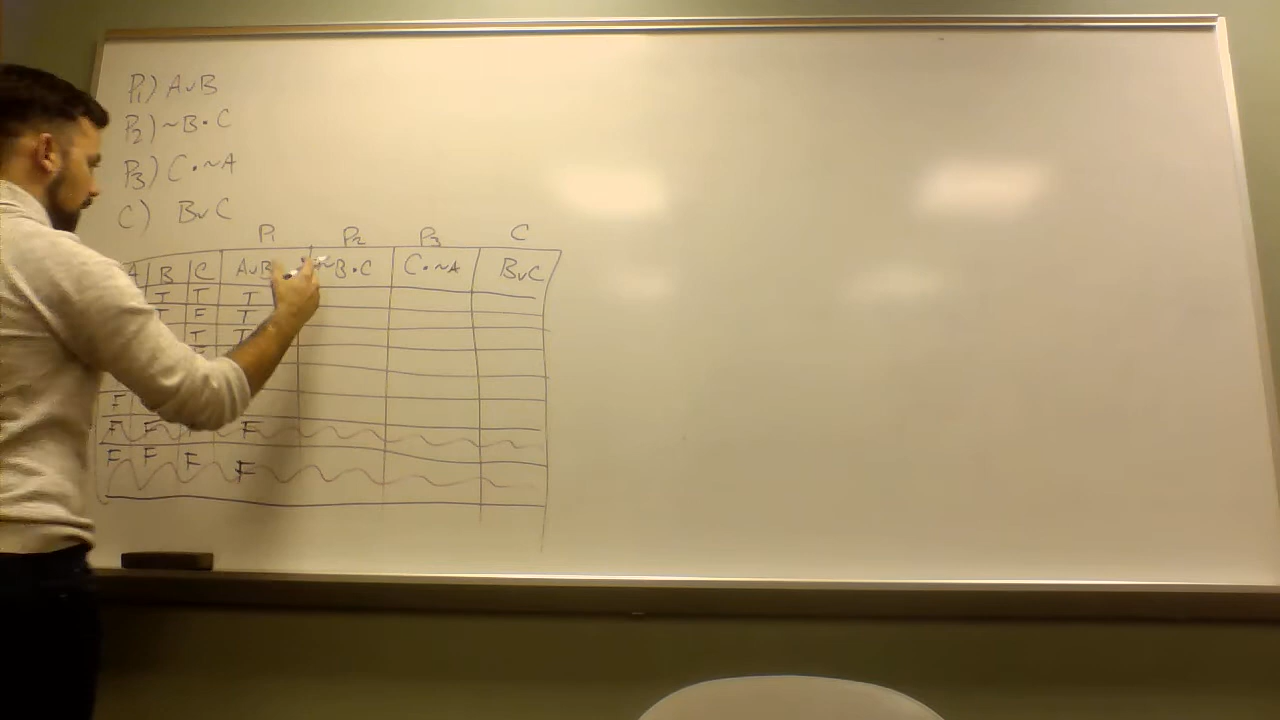 P1) A∨B
P2) ~B•C
P3) C•~A
C) B∨C
P1 P2 P3 C
A B C A∨B ~B•C C•~A B∨C
T T T
T F T
T T
F
F F F F
F F F F